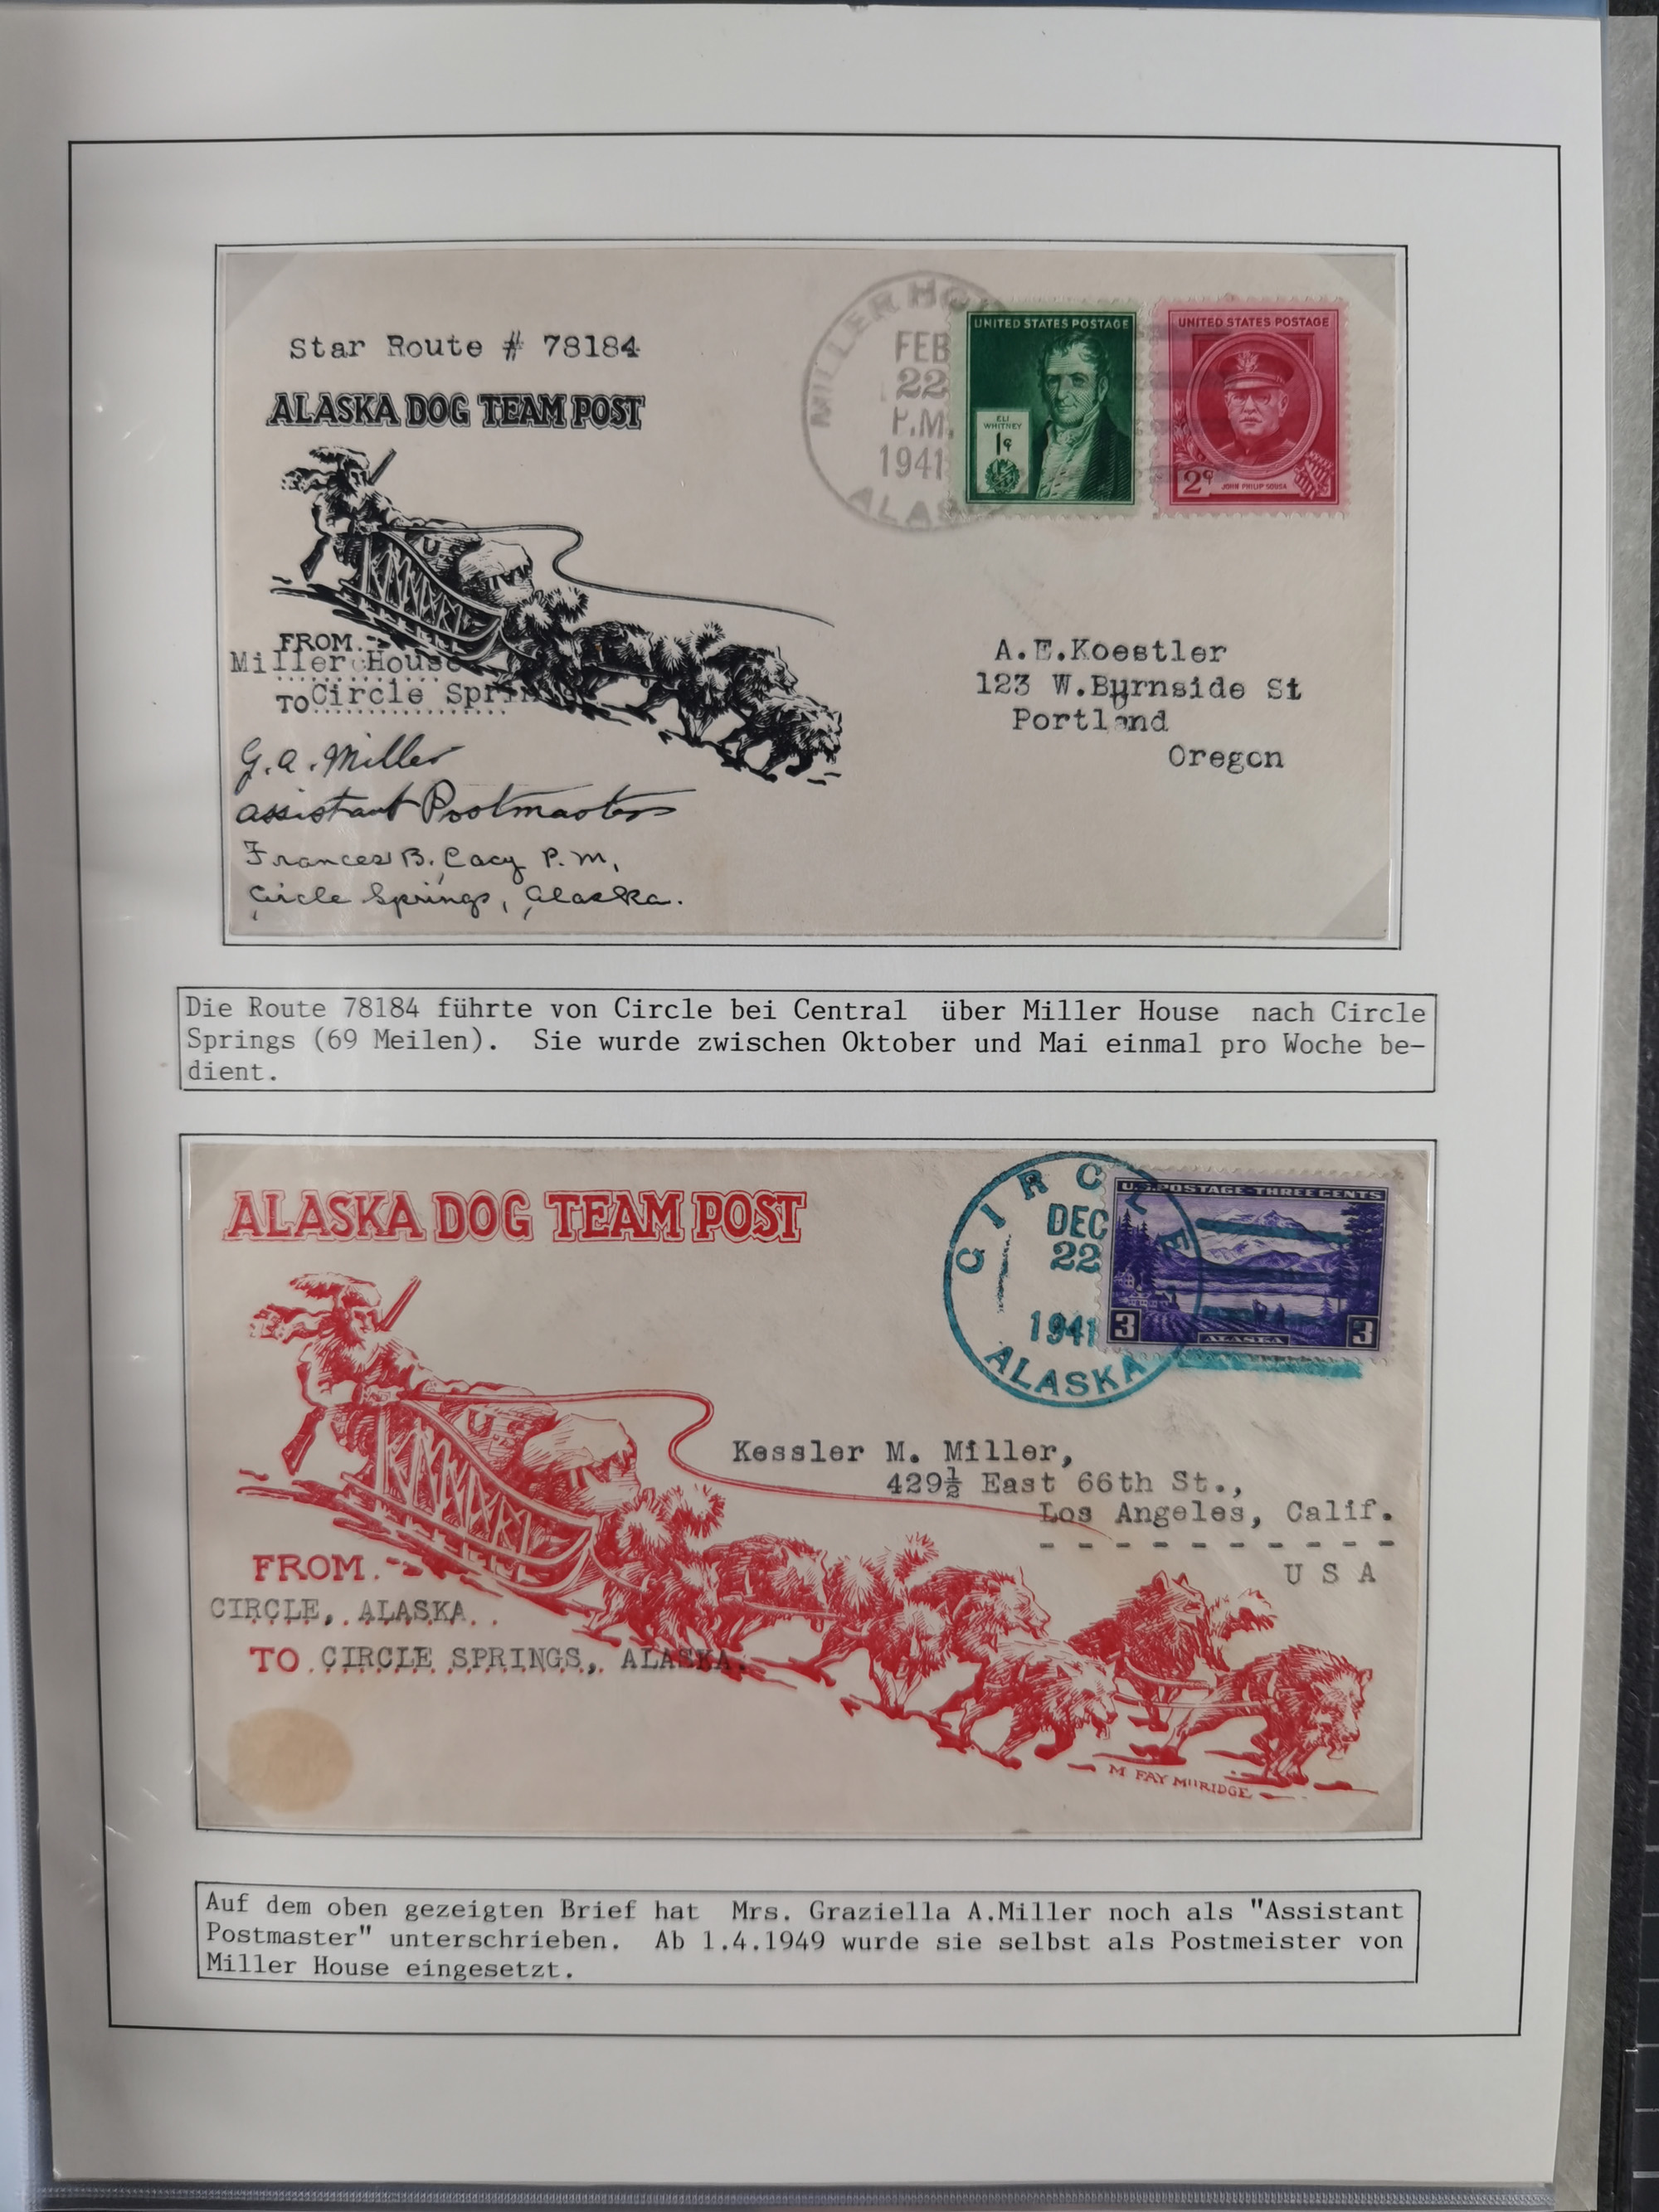 Star Route # 78184
ALASKA DOG TEAM POST
MILLER HOU
FEB
22
P.M.
1941
ALAS
UNITED STATES POSTAGE
ELI
WHITNEY
1¢
UNITED STATES POSTAGE
2¢
JOHN PHILIP SOUSA
U
FROM
Miller House
TO Circle Springs
A.E.Koestler
123 W.Burnside St
Portland
Oregon
G. A. Miller
Assistant Postmaster
Frances B. Cacy P.M.
Circle Springs, Alaska.
Die Route 78184 führte von Circle bei Central über Miller House nach Circle
Springs (69 Meilen). Sie wurde zwischen Oktober und Mai einmal pro Woche be-
dient.
ALASKA DOG TEAM POST
CIRCLE
DEC
22
1941
ALASKA
U.S. POSTAGE-THREE CENTS
3 ALASKA 3
U
Kessler M. Miller,
429½ East 66th St.,
Los Angeles, Calif.
- - - - - - - - - - -
U S A
FROM
CIRCLE, ALASKA
TO CIRCLE SPRINGS, ALASKA.
M FAY MURIDGE
Auf dem oben gezeigten Brief hat Mrs. Graziella A.Miller noch als "Assistant
Postmaster" unterschrieben. Ab 1.4.1949 wurde sie selbst als Postmeister von
Miller House eingesetzt.